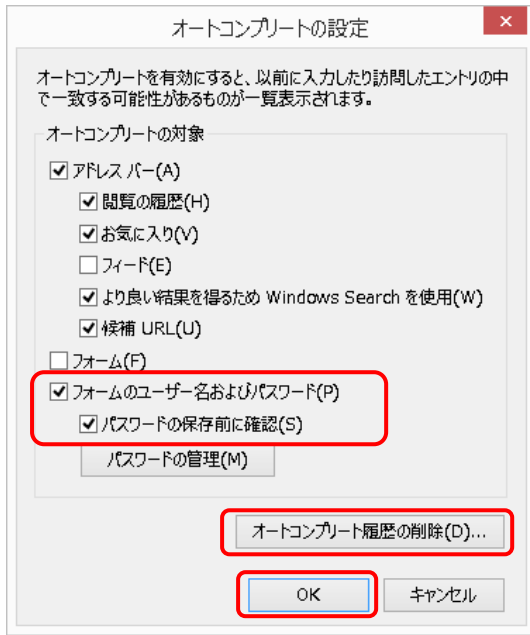 オートコンプリートの設定
オートコンプリートを有効にすると、以前に入力したり訪問したエントリの中
で一致する可能性があるものが一覧表示されます。
オートコンプリートの対象
アドレス バー(A)
閲覧の履歴(H)
お気に入り(V)
フィード(E)
より良い結果を得るため Windows Search を使用(W)
候補 URL(U)
フォーム(F)
フォームのユーザー名およびパスワード(P)
パスワードの保存前に確認(S)
パスワードの管理(M)
オートコンプリート履歴の削除(D)...
OK キャンセル